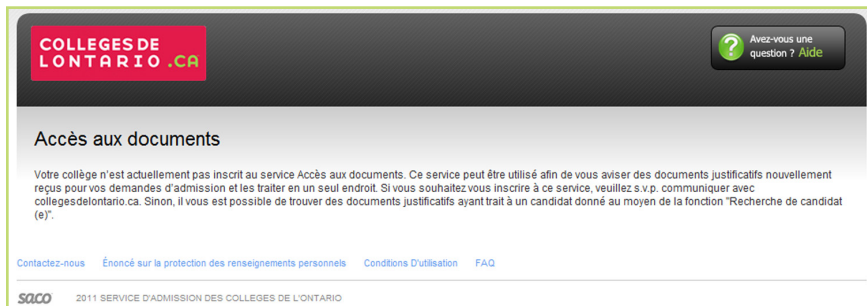 COLLEGES DE
LONTARIO.CA
Avez-vous une
question ? Aide
Accès aux documents
Votre collège n'est actuellement pas inscrit au service Accès aux documents. Ce service peut être utilisé afin de vous aviser des documents justificatifs nouvellement
reçus pour vos demandes d'admission et les traiter en un seul endroit. Si vous souhaitez vous inscrire à ce service, veuillez s.v.p. communiquer avec
collegesdelontario.ca. Sinon, il vous est possible de trouver des documents justificatifs ayant trait à un candidat donné au moyen de la fonction "Recherche de candidat
(e)".
Contactez-nous Énoncé sur la protection des renseignements personnels Conditions D'utilisation FAQ
saco 2011 SERVICE D'ADMISSION DES COLLEGES DE L'ONTARIO